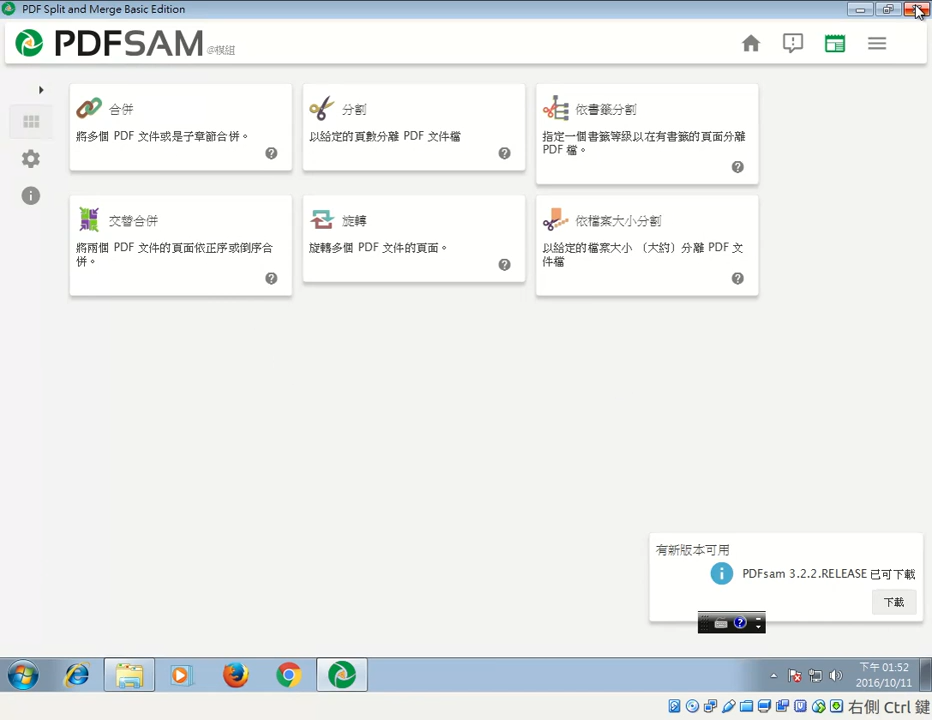 PDF Split and Merge Basic Edition
PDFSAM @模組
合併
將多個 PDF 文件或是子章節合併。
分割
以給定的頁數分離 PDF 文件檔
依書籤分割
指定一個書籤等級以在有書籤的頁面分離
PDF 檔。
交替合併
將兩個 PDF 文件的頁面依正序或倒序合
併。
旋轉
旋轉多個 PDF 文件的頁面。
依檔案大小分割
以給定的檔案大小 (大約) 分離 PDF 文
件檔
有新版本可用
PDFsam 3.2.2.RELEASE 已可下載
下載
下午 01:52
2016/10/11
右側 Ctrl 鍵